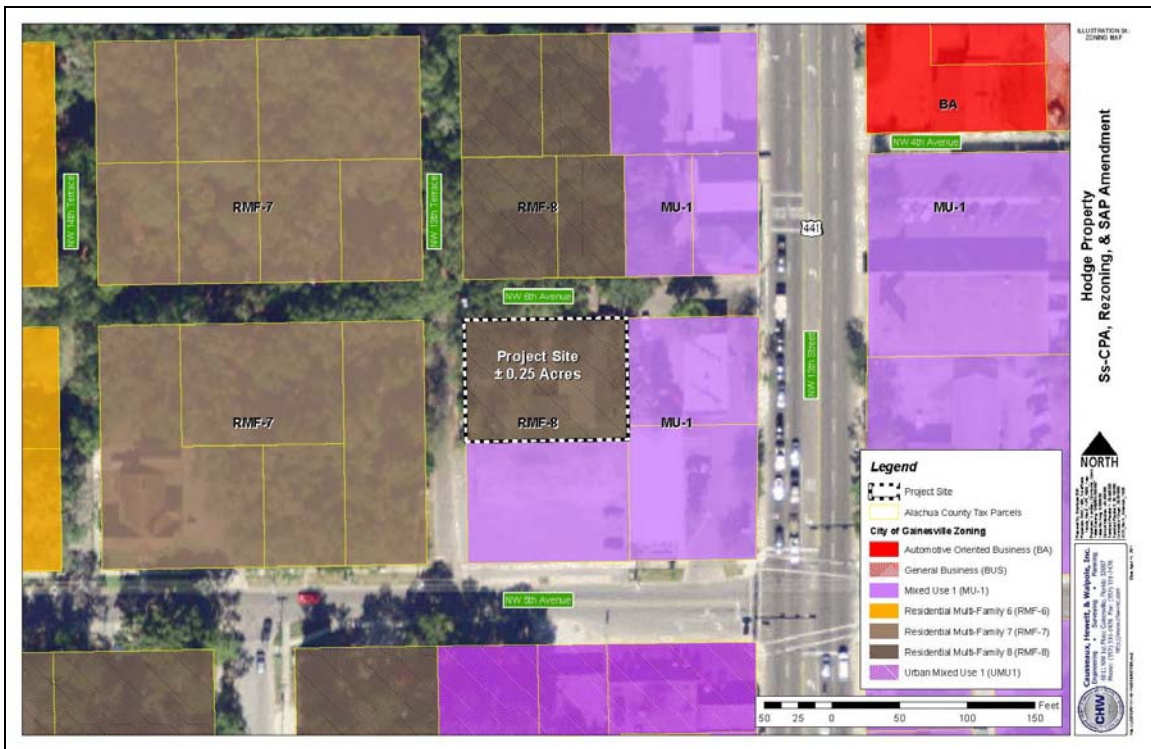 BA
NW 4th Avenue
NW 14th Terrace
RMF-7
NW 13th Terrace
RMF-8
MU-1
441
MU-1
NW 6th Avenue
Project Site
± 0.25 Acres
RMF-7
RMF-8
MU-1
NW 13th Street
NW 5th Avenue
Legend
Project Site
Alachua County Tax Parcels
City of Gainesville Zoning
Automotive Oriented Business (BA)
General Business (BUS)
Mixed Use 1 (MU-1)
Residential Multi-Family 6 (RMF-6)
Residential Multi-Family 7 (RMF-7)
Residential Multi-Family 8 (RMF-8)
Urban Mixed Use 1 (UMU1)
Feet
50 25 0 50 100 150
ZONING MAP
Hodge Property
Ss-CPA, Rezoning, & SAP Amendment
NORTH
Causseaux, Hewett, & Walpole, Inc.
Engineering • Surveying • Planning
CHW